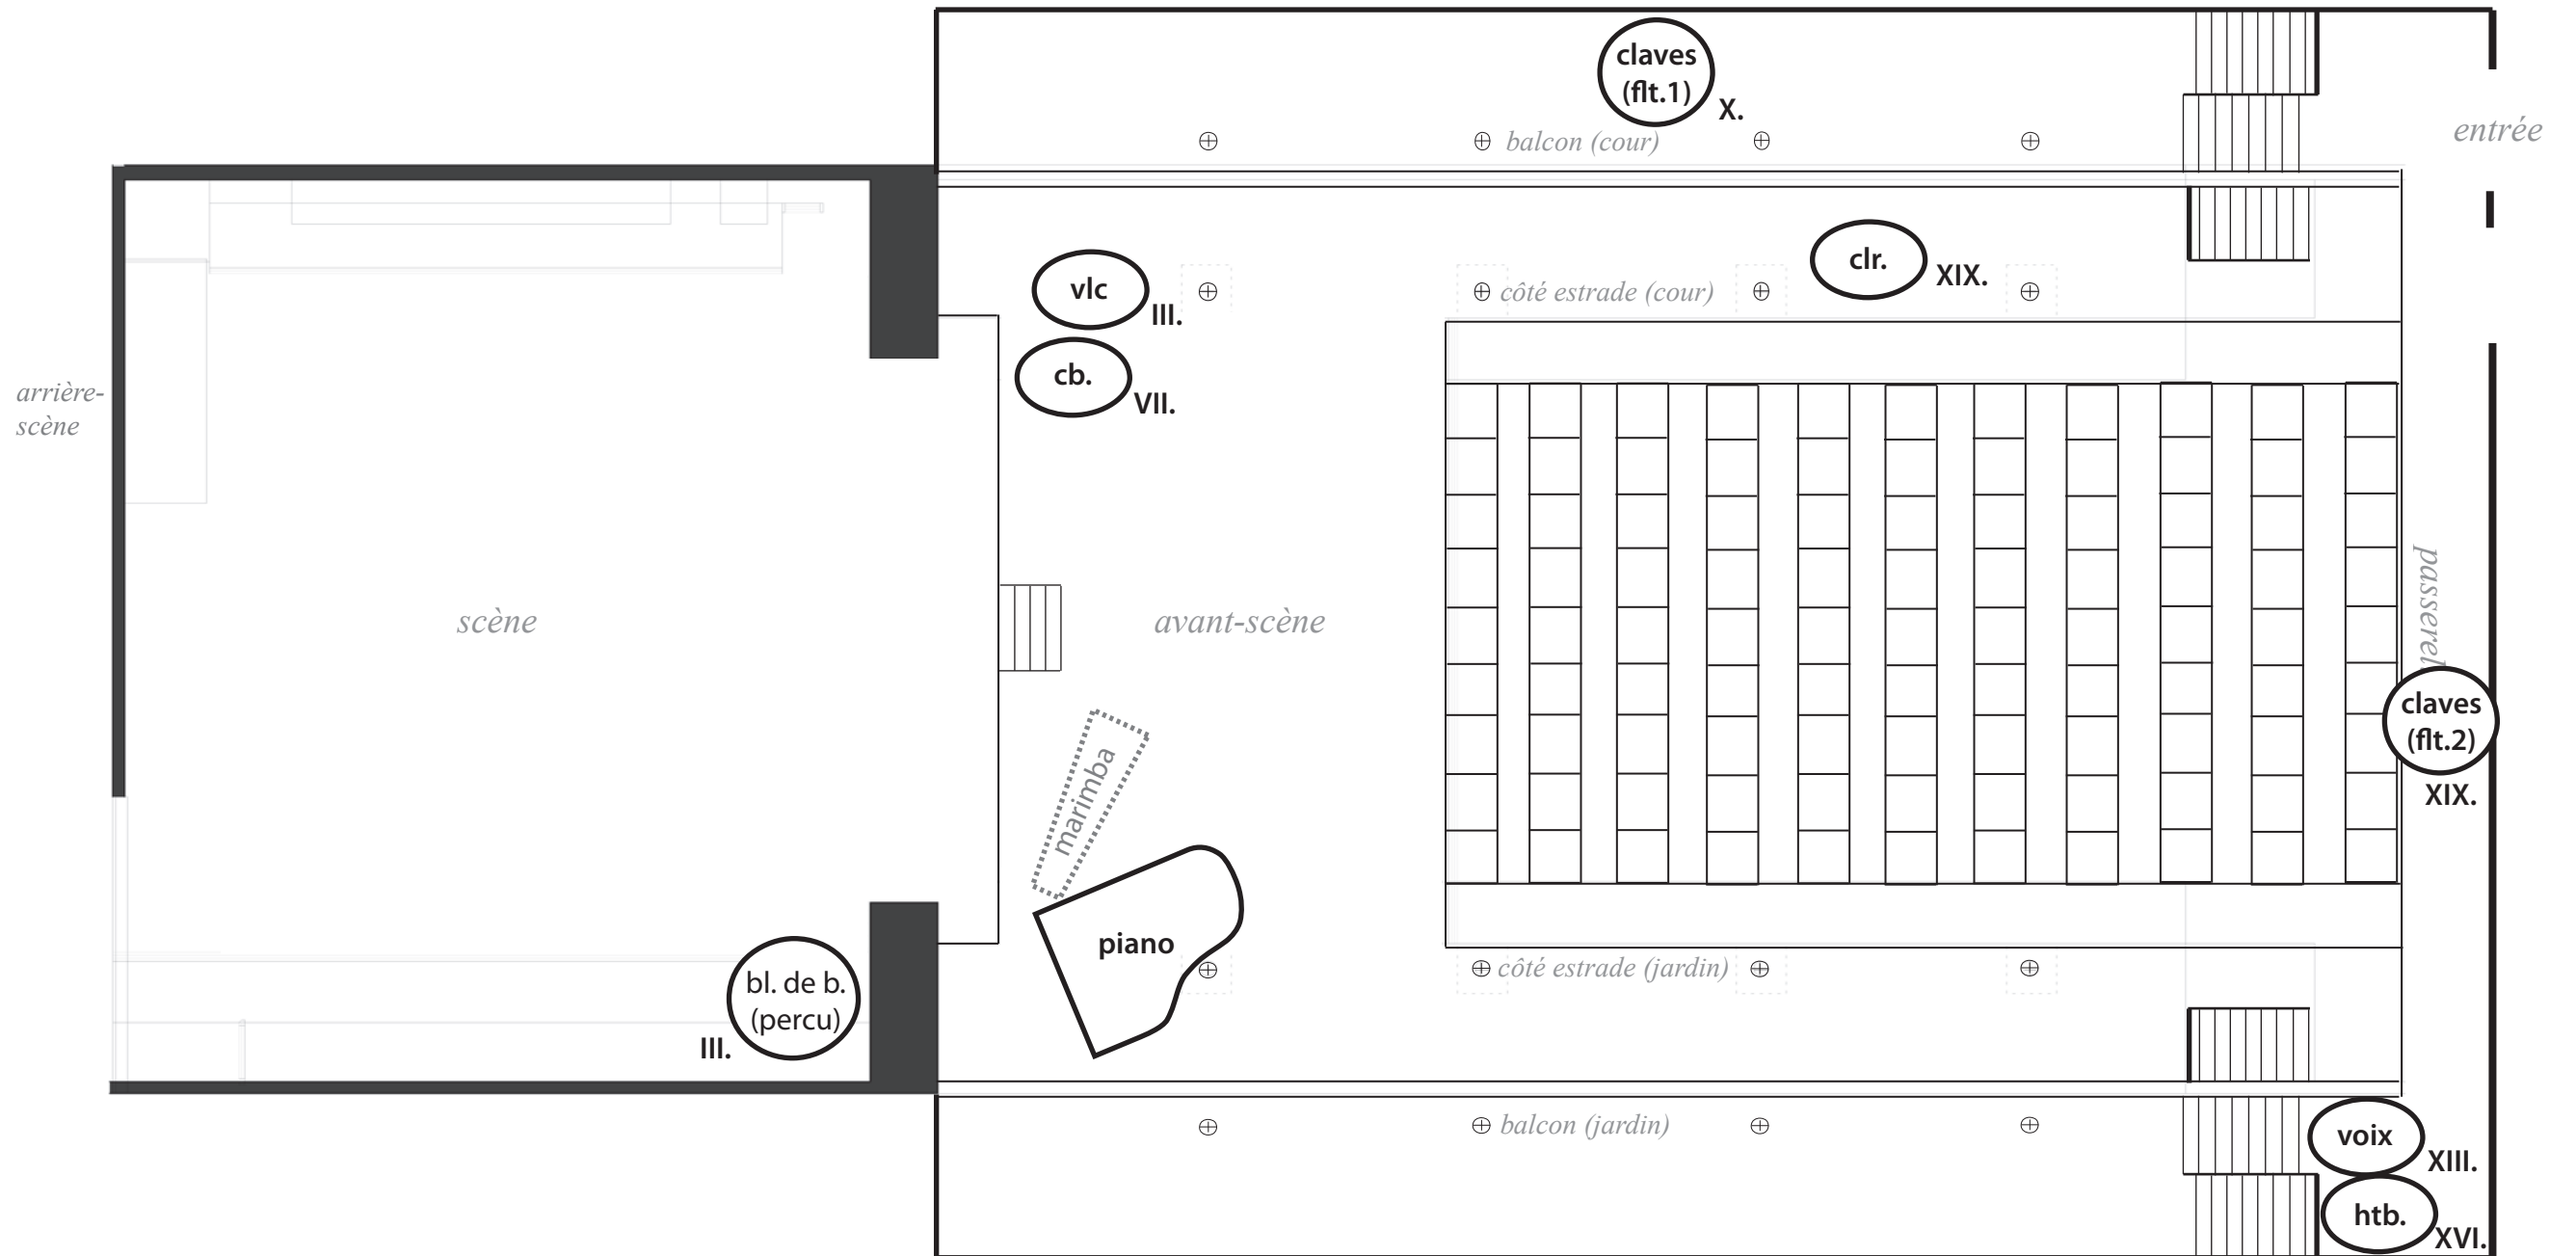 claves
(flt.1)
X.
balcon (cour)
entrée
vlc
III.
clr.
XIX.
côté estrade (cour)
cb.
VII.
arrière-
scène
scène
avant-scène
passerel
claves
(flt.2)
XIX.
marimba
piano
bl. de b.
(percu)
III.
côté estrade (jardin)
balcon (jardin)
voix
XIII.
htb.
XVI.